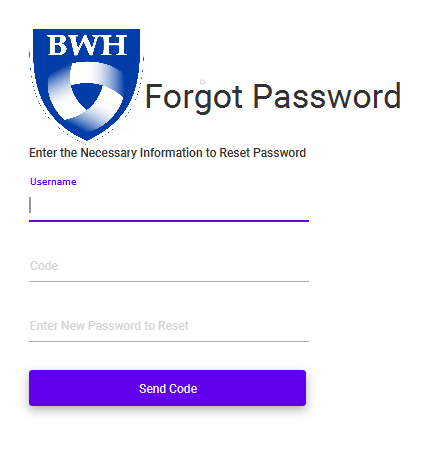 BWH
Forgot Password
Enter the Necessary Information to Reset Password
Username
Code
Enter New Password to Reset
Send Code